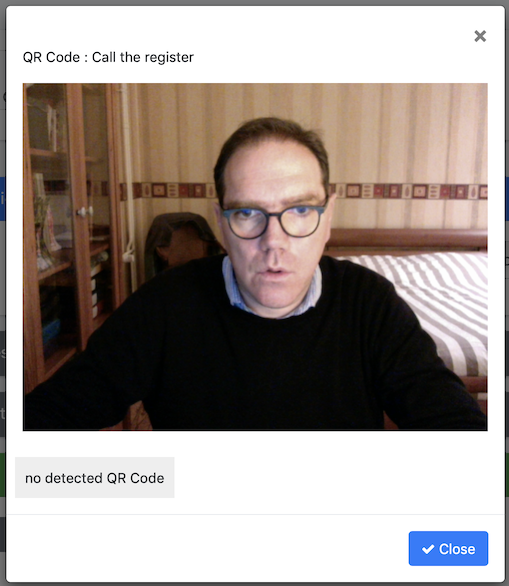 ×
QR Code : Call the register
no detected QR Code
Close